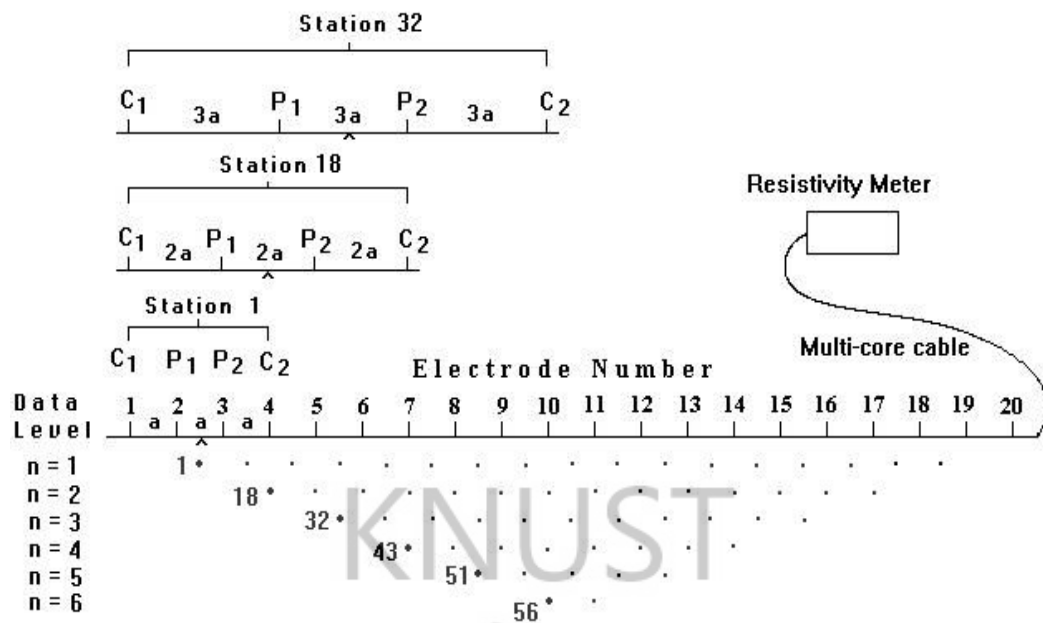 Station 32
C1 3a P1 3a P2 3a C2
Station 18
C1 2a P1 2a P2 2a C2
Resistivity Meter
Station 1
C1 P1 P2 C2
Multi-core cable
Electrode Number
Data Level
1 2 3 4 5 6 7 8 9 10 11 12 13 14 15 16 17 18 19 20
a a a
n = 1 1
n = 2 18
n = 3 32
n = 4 43
n = 5 51
n = 6 56
KNUST